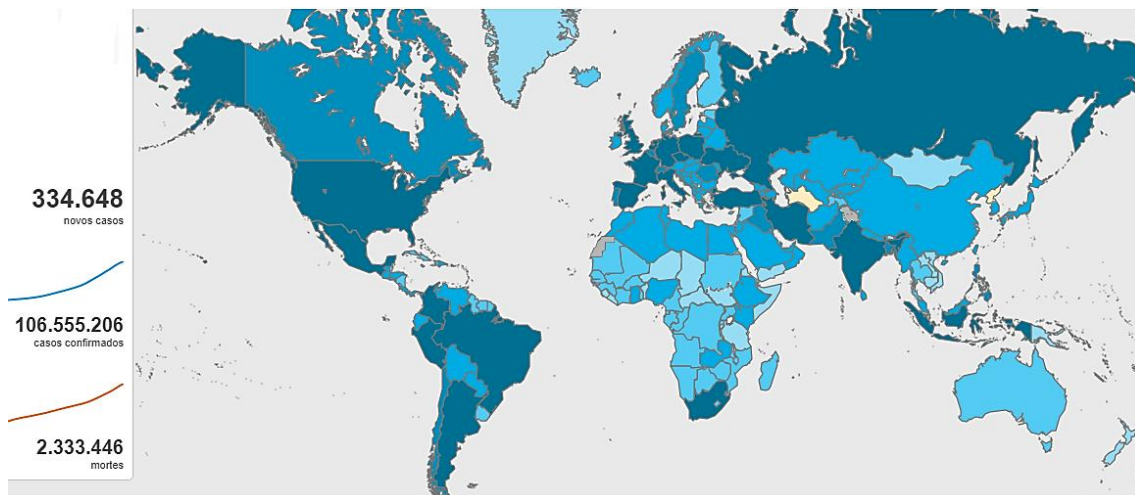 334.648
novos casos
106.555.206
casos confirmados
2.333.446
mortes